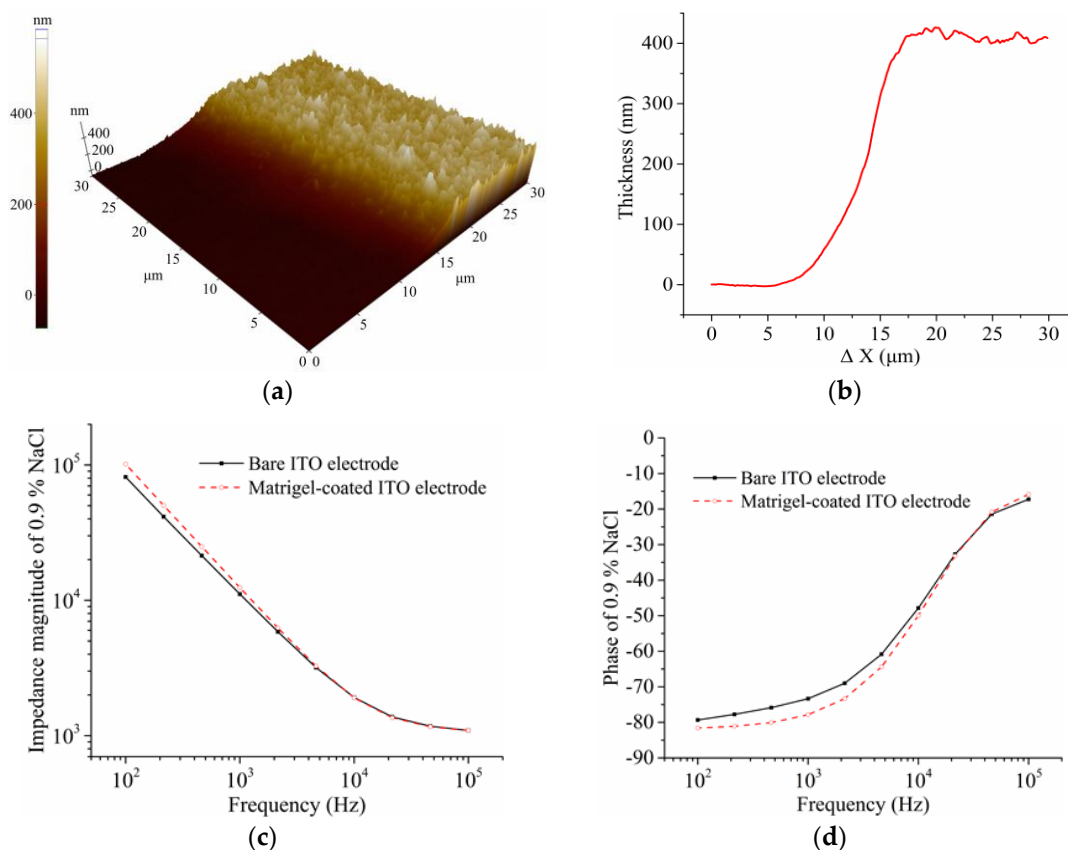 nm
400
200
0
nm
400
200
0
30
25
20
15
μm
10
5
0
0
5
10
15
μm
20
25
30
(a)
400
300
200
100
0
Thickness (nm)
0 5 10 15 20 25 30
Δ X (μm)
(b)
Bare ITO electrode
Matrigel-coated ITO electrode
10⁵
10⁴
10³
Impedance magnitude of 0.9 % NaCl
10² 10³ 10⁴ 10⁵
Frequency (Hz)
(c)
Bare ITO electrode
Matrigel-coated ITO electrode
0
-10
-20
-30
-40
-50
-60
-70
-80
-90
Phase of 0.9 % NaCl
10² 10³ 10⁴ 10⁵
Frequency (Hz)
(d)